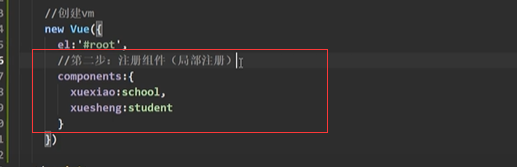 //创建vm
new Vue({
el:'#root',
//第二步: 注册组件（局部注册）
components:{
xuexiao:school,
xuesheng:student
}
})